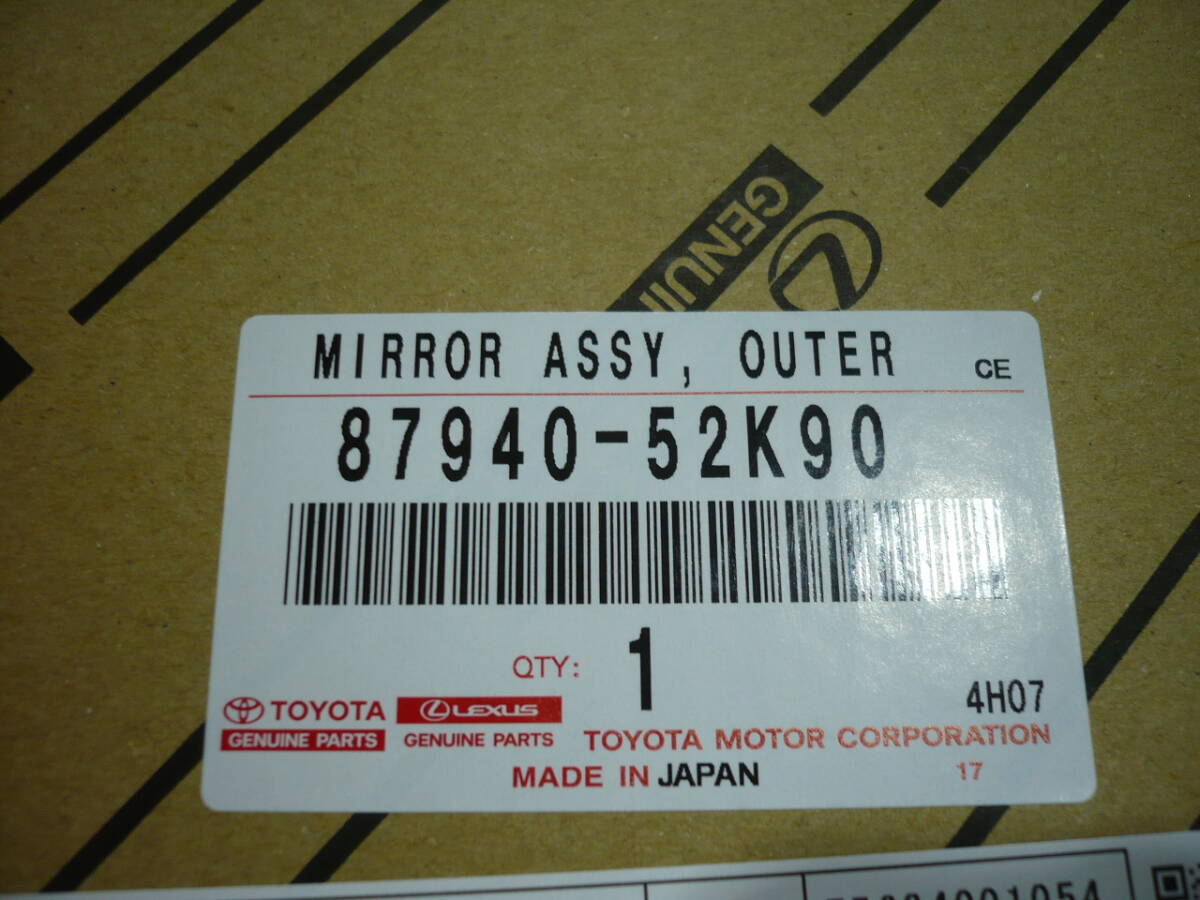 GENUI
MIRROR ASSY, OUTER CE
87940-52K90
QTY: 1
4H07
TOYOTA LEXUS
GENUINE PARTS GENUINE PARTS TOYOTA MOTOR CORPORATION
MADE IN JAPAN 17